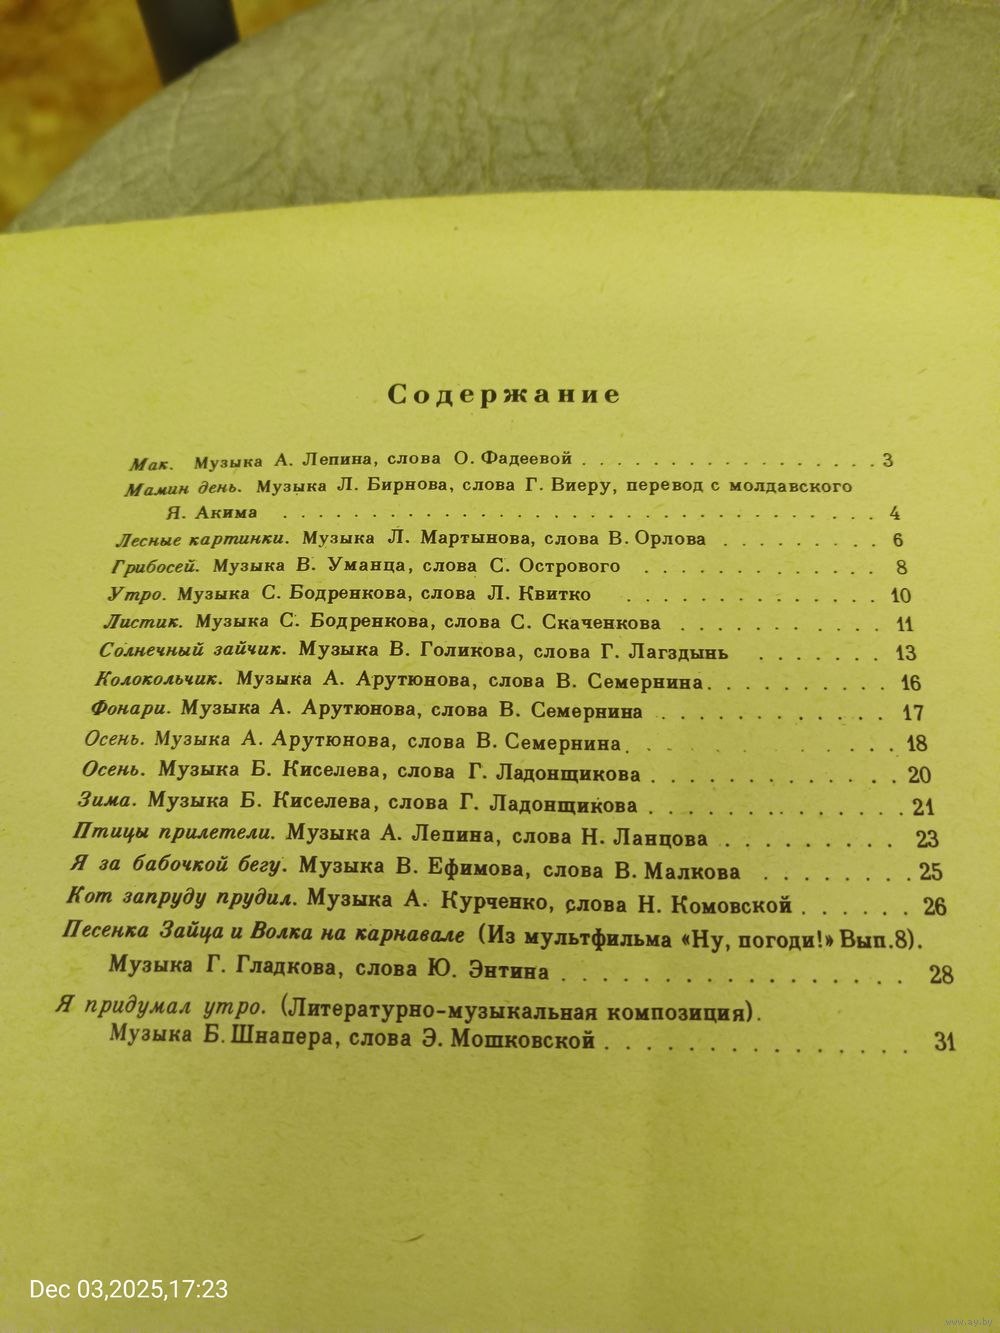 Содержание
Мак. Музыка А. Лепина, слова О. Фадеевой . . . . . . . . . . . . . . . . 3
Мамин день. Музыка Л. Бирнова, слова Г. Виеру, перевод с молдавского
Я. Акима . . . . . . . . . . . . . . . . . . . . . . . . . . . . . . . 4
Лесные картинки. Музыка Л. Мартынова, слова В. Орлова . . . . . . . . . 6
Грибосей. Музыка В. Уманца, слова С. Острового . . . . . . . . . . . . 8
Утро. Музыка С. Бодренкова, слова Л. Квитко . . . . . . . . . . . . . 10
Листик. Музыка С. Бодренкова, слова С. Скаченкова . . . . . . . . . . 11
Солнечный зайчик. Музыка В. Голикова, слова Г. Лагздынь . . . . . . . 13
Колокольчик. Музыка А. Арутюнова, слова В. Семернина. . . . . . . . . 16
Фонари. Музыка А. Арутюнова, слова В. Семернина . . . . . . . . . . . 17
Осень. Музыка А. Арутюнова, слова В. Семернина. . . . . . . . . . . 18
Осень. Музыка Б. Киселева, слова Г. Ладонщикова . . . . . . . . . . . . 20
Зима. Музыка Б. Киселева, слова Г. Ладонщикова . . . . . . . . . . . . 21
Птицы прилетели. Музыка А. Лепина, слова Н. Ланцова . . . . . . . . . 23
Я за бабочкой бегу. Музыка В. Ефимова, слова В. Малкова . . . . . . . . 25
Кот запруду прудил. Музыка А. Курченко, слова Н. Комовской . . . . . . 26
Песенка Зайца и Волка на карнавале (Из мультфильма «Ну, погоди!» Вып.8).
Музыка Г. Гладкова, слова Ю. Энтина . . . . . . . . . . . . . . . . 28
Я придумал утро. (Литературно-музыкальная композиция).
Музыка Б. Шнапера, слова Э. Мошковской . . . . . . . . . . . . . . 31
Dec 03,2025,17:23
www.ay.by